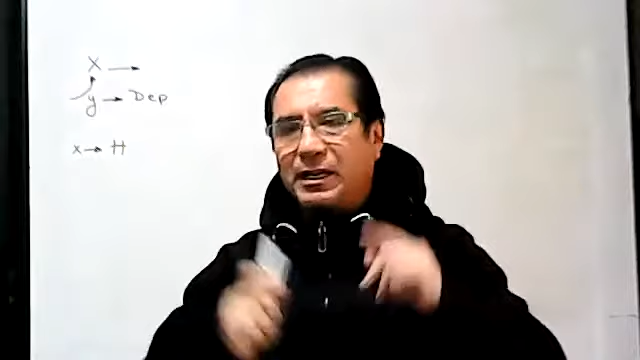 X →
y → Dep
x → H